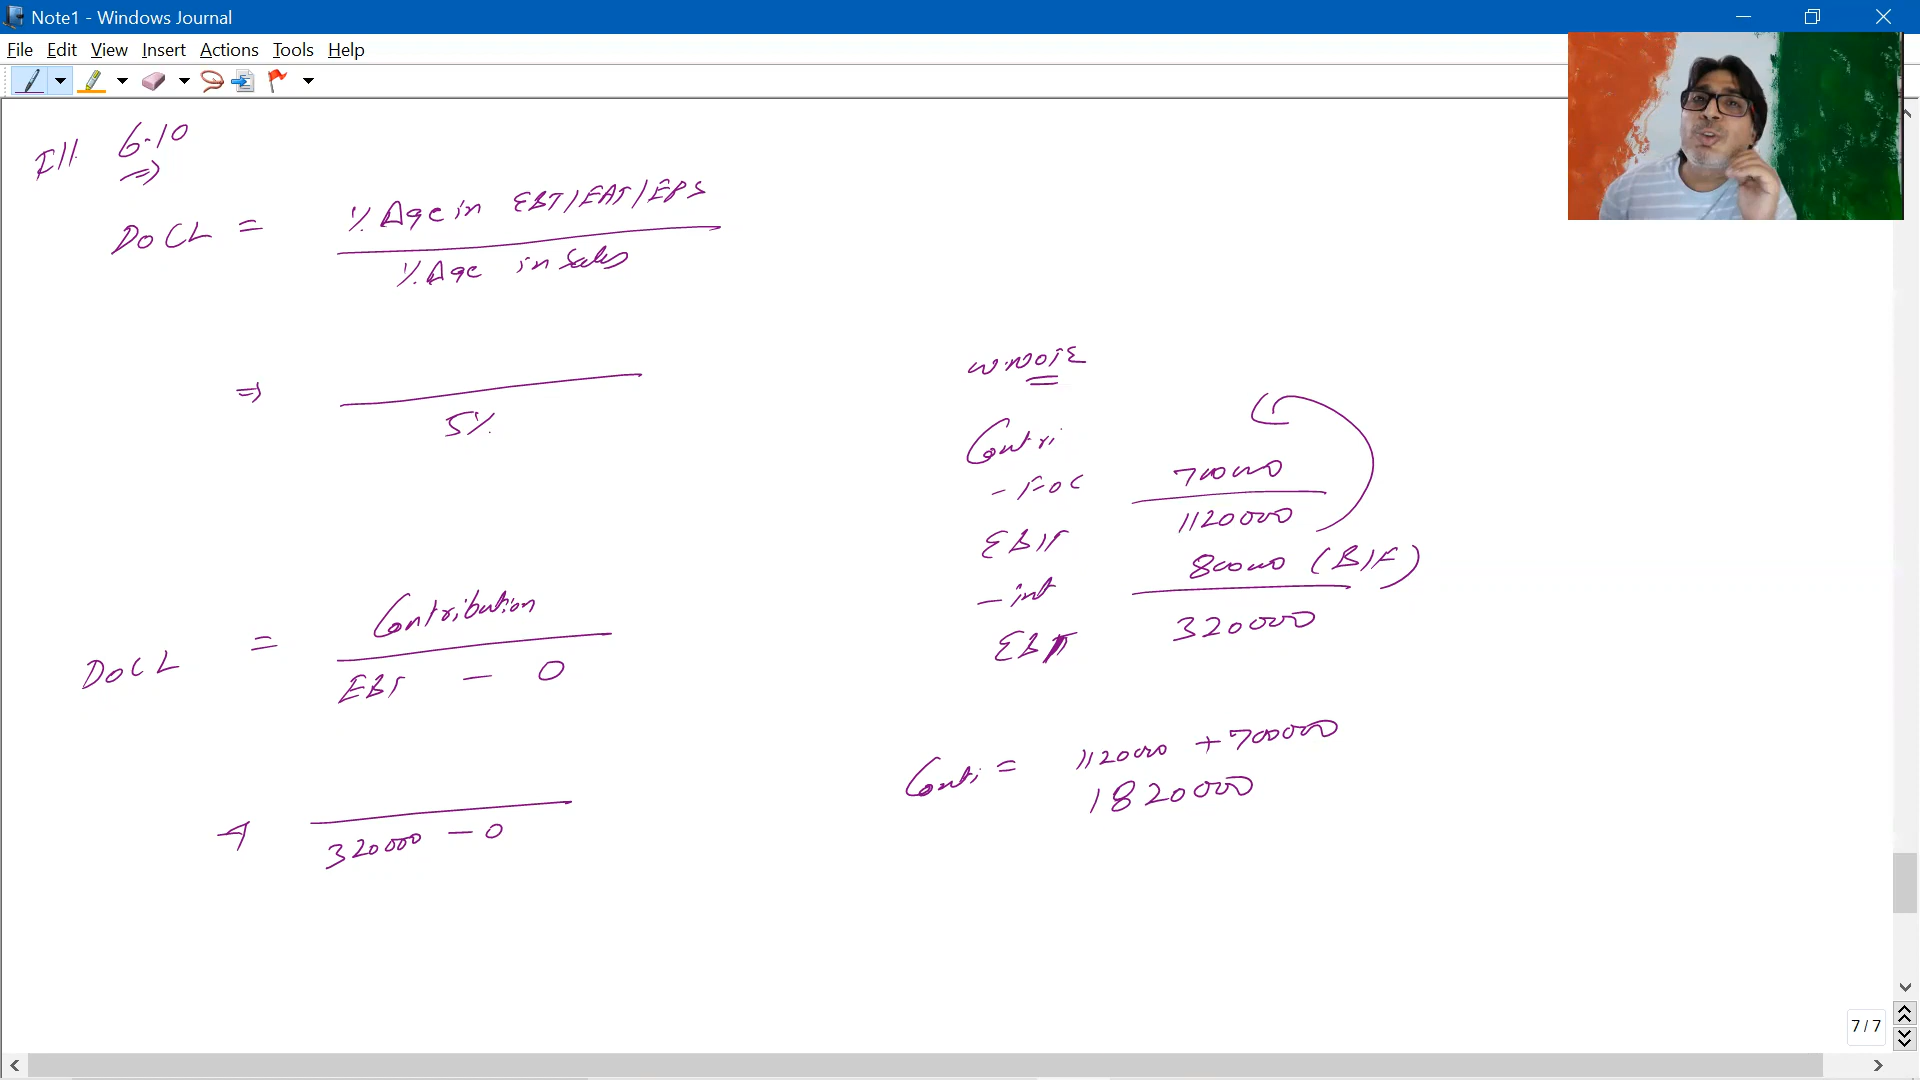 Note1 - Windows Journal
File Edit View Insert Actions Tools Help
Ill 6.10
⇒
DOCL = % Age in EBT/EAT/EPS
% Age in Sales
⇒
5%
DOCL = Contribution
EBT - 0
320000 - 0
W.NOTE
Contri
- FOC 700000
EBIT 1120000
- int 800000 (B/F)
EBT 320000
Conti = 1120000 + 700000
1820000
7 / 7